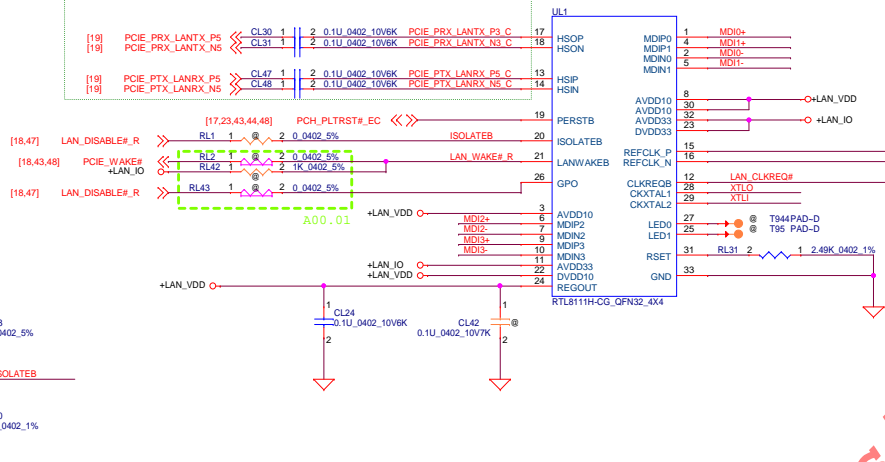 UL1
[19] PCIE_PRX_LANTX_P5 CL30 1 2 0.1U_0402_10V6K PCIE_PRX_LANTX_P3_C 17 HSOP MDIP0 1 MDI0+
[19] PCIE_PRX_LANTX_N5 CL31 1 2 0.1U_0402_10V6K PCIE_PRX_LANTX_N3_C 18 HSON MDIP1 4 MDI1+
MDIN0 2 MDI0-
MDIN1 5 MDI1-
[19] PCIE_PTX_LANRX_P5 CL47 1 2 0.1U_0402_10V6K PCIE_PTX_LANRX_P5_C 13 HSIP
[19] PCIE_PTX_LANRX_N5 CL48 1 2 0.1U_0402_10V6K PCIE_PTX_LANRX_N5_C 14 HSIN
AVDD10 8 +LAN_VDD
AVDD10 30
[17,23,43,44,48] PCH_PLTRST#_EC 19 PERSTB AVDD33 32 +LAN_IO
DVDD33 23
[18,47] LAN_DISABLE#_R RL1 1 @ 2 0_0402_5% ISOLATEB 20 ISOLATEB
REFCLK_P 15
[18,43,48] PCIE_WAKE# RL2 1 @ 2 0_0402_5% LAN_WAKE#_R 21 LANWAKEB REFCLK_N 16
+LAN_IO RL42 1 @ 2 1K_0402_5%
[18,47] LAN_DISABLE#_R RL43 1 @ 2 0_0402_5% 26 GPO CLKREQB 12 LAN_CLKREQ#
CKXTAL1 28 XTLO
CKXTAL2 29 XTLI
A00.01
+LAN_VDD 3 AVDD10
MDI2+ 6 MDIP2 LED0 27 @ T944 PAD~D
MDI2- 7 MDIN2 LED1 25 @ T95 PAD~D
MDI3+ 9 MDIP3
MDI3- 10 MDIN3 RSET 31 RL31 2 1 2.49K_0402_1%
+LAN_IO 11 AVDD33
+LAN_VDD 22 DVDD10 GND 33
+LAN_VDD 24 REGOUT
RTL8111H-CG_QFN32_4X4
1 1
CL24 CL42 @
0.1U_0402_10V6K 0.1U_0402_10V7K
2 2
0402_5%
SOLATEB
0402_1%